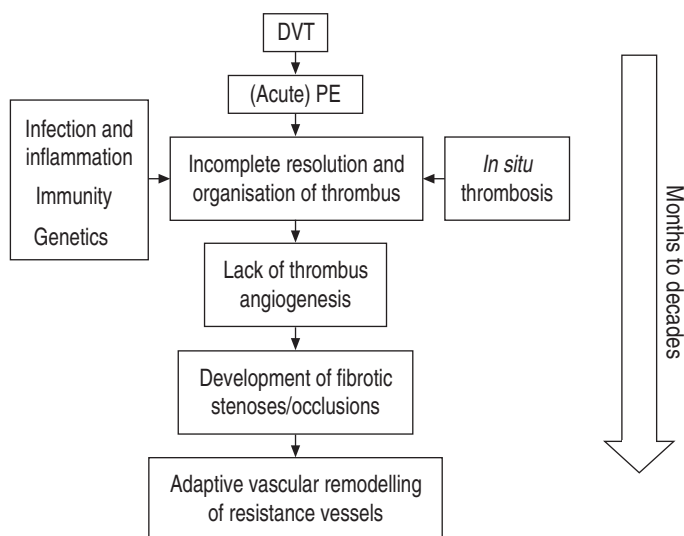 DVT
(Acute) PE
Infection and
inflammation
Immunity
Genetics
Incomplete resolution and
organisation of thrombus
In situ
thrombosis
Lack of thrombus
angiogenesis
Development of fibrotic
stenoses/occlusions
Adaptive vascular remodelling
of resistance vessels
Months to decades